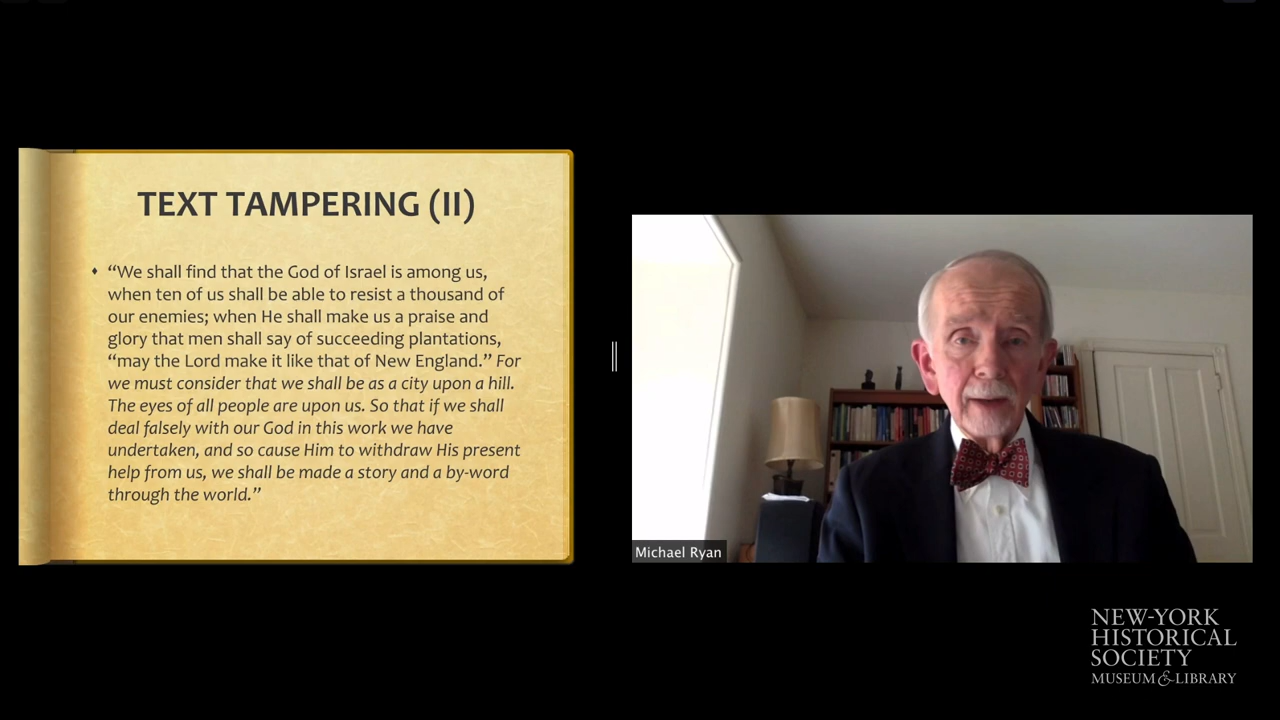 TEXT TAMPERING (II)
♦ “We shall find that the God of Israel is among us,
when ten of us shall be able to resist a thousand of
our enemies; when He shall make us a praise and
glory that men shall say of succeeding plantations,
“may the Lord make it like that of New England.” For
we must consider that we shall be as a city upon a hill.
The eyes of all people are upon us. So that if we shall
deal falsely with our God in this work we have
undertaken, and so cause Him to withdraw His present
help from us, we shall be made a story and a by-word
through the world.”
Michael Ryan
NEW-YORK
HISTORICAL
SOCIETY
MUSEUM & LIBRARY